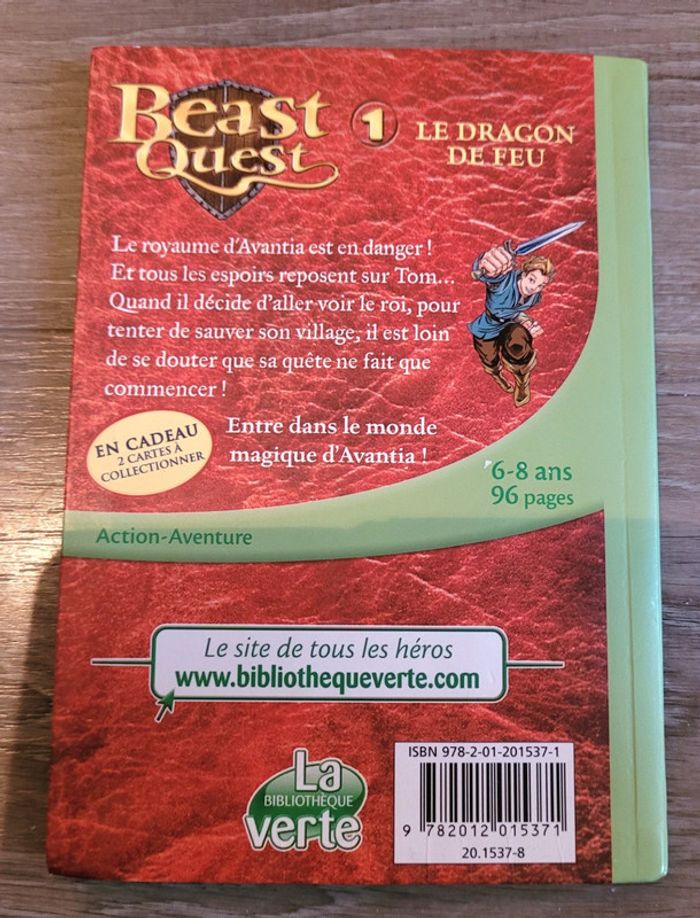 Beast
Quest
1
LE DRAGON
DE FEU
Le royaume d'Avantia est en danger !
Et tous les espoirs reposent sur Tom...
Quand il décide d'aller voir le roi, pour
tenter de sauver son village, il est loin
de se douter que sa quête ne fait que
commencer !
EN CADEAU
2 CARTES À
COLLECTIONNER
Entre dans le monde
magique d'Avantia !
6-8 ans
96 pages
Action-Aventure
Le site de tous les héros
www.bibliothequeverte.com
La
BIBLIOTHÈQUE
verte
ISBN 978-2-01-201537-1
9 782012 015371
20.1537-8